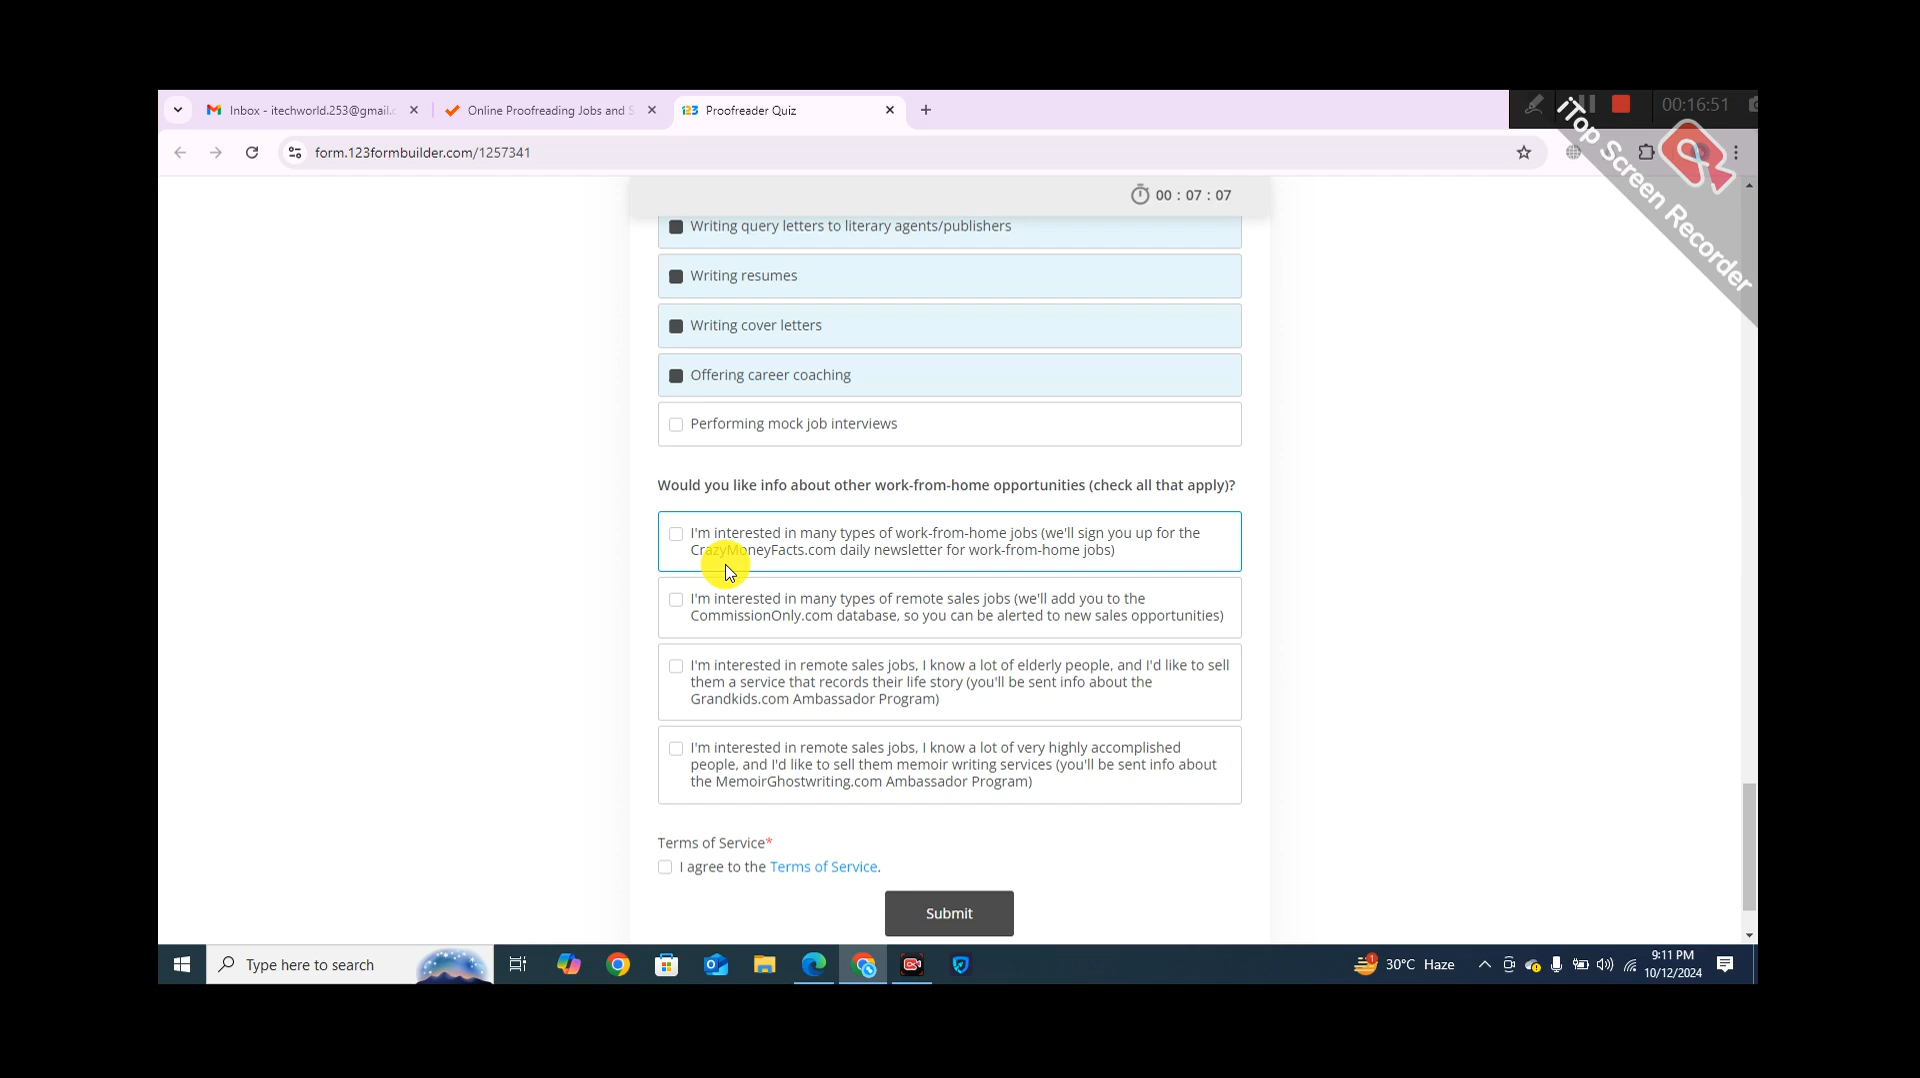 Inbox - itechworld.253@gmail.c
Online Proofreading Jobs and S
123 Proofreader Quiz
00:16:51
form.123formbuilder.com/1257341
iTop Screen Recorder
00 : 07 : 07
Writing query letters to literary agents/publishers
Writing resumes
Writing cover letters
Offering career coaching
Performing mock job interviews
Would you like info about other work-from-home opportunities (check all that apply)?
I'm interested in many types of work-from-home jobs (we'll sign you up for the
CrazyMoneyFacts.com daily newsletter for work-from-home jobs)
I'm interested in many types of remote sales jobs (we'll add you to the
CommissionOnly.com database, so you can be alerted to new sales opportunities)
I'm interested in remote sales jobs, I know a lot of elderly people, and I'd like to sell
them a service that records their life story (you'll be sent info about the
Grandkids.com Ambassador Program)
I'm interested in remote sales jobs, I know a lot of very highly accomplished
people, and I'd like to sell them memoir writing services (you'll be sent info about
the MemoirGhostwriting.com Ambassador Program)
Terms of Service*
I agree to the Terms of Service.
Submit
Type here to search
30°C Haze
9:11 PM
10/12/2024